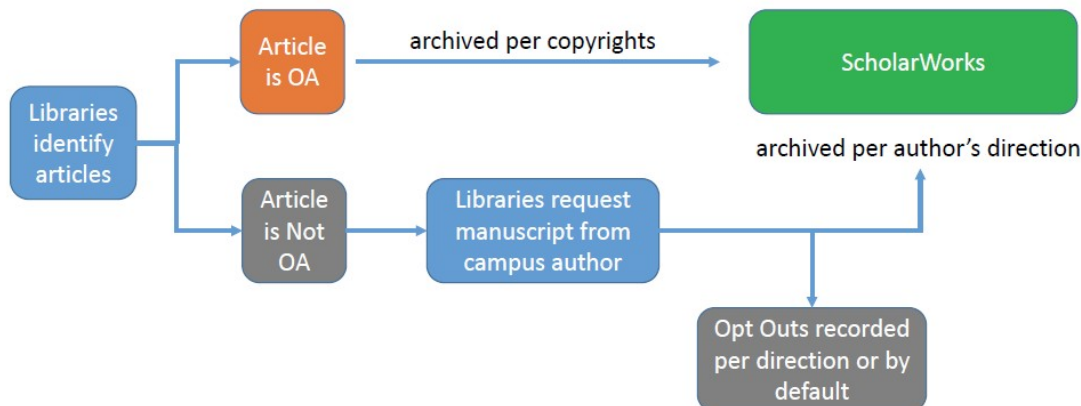 Article
is OA
archived per copyrights
ScholarWorks
Libraries
identify
articles
archived per author's direction
Article
is Not
OA
Libraries request
manuscript from
campus author
Opt Outs recorded
per direction or by
default